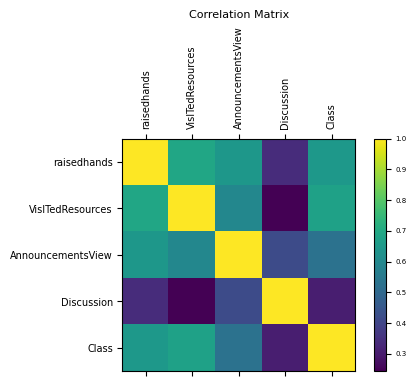 Correlation Matrix
raisedhands
VisITedResources
AnnouncementsView
Discussion
Class
raisedhands
VisITedResources
AnnouncementsView
Discussion
Class
1.0
0.9
0.8
0.7
0.6
0.5
0.4
0.3